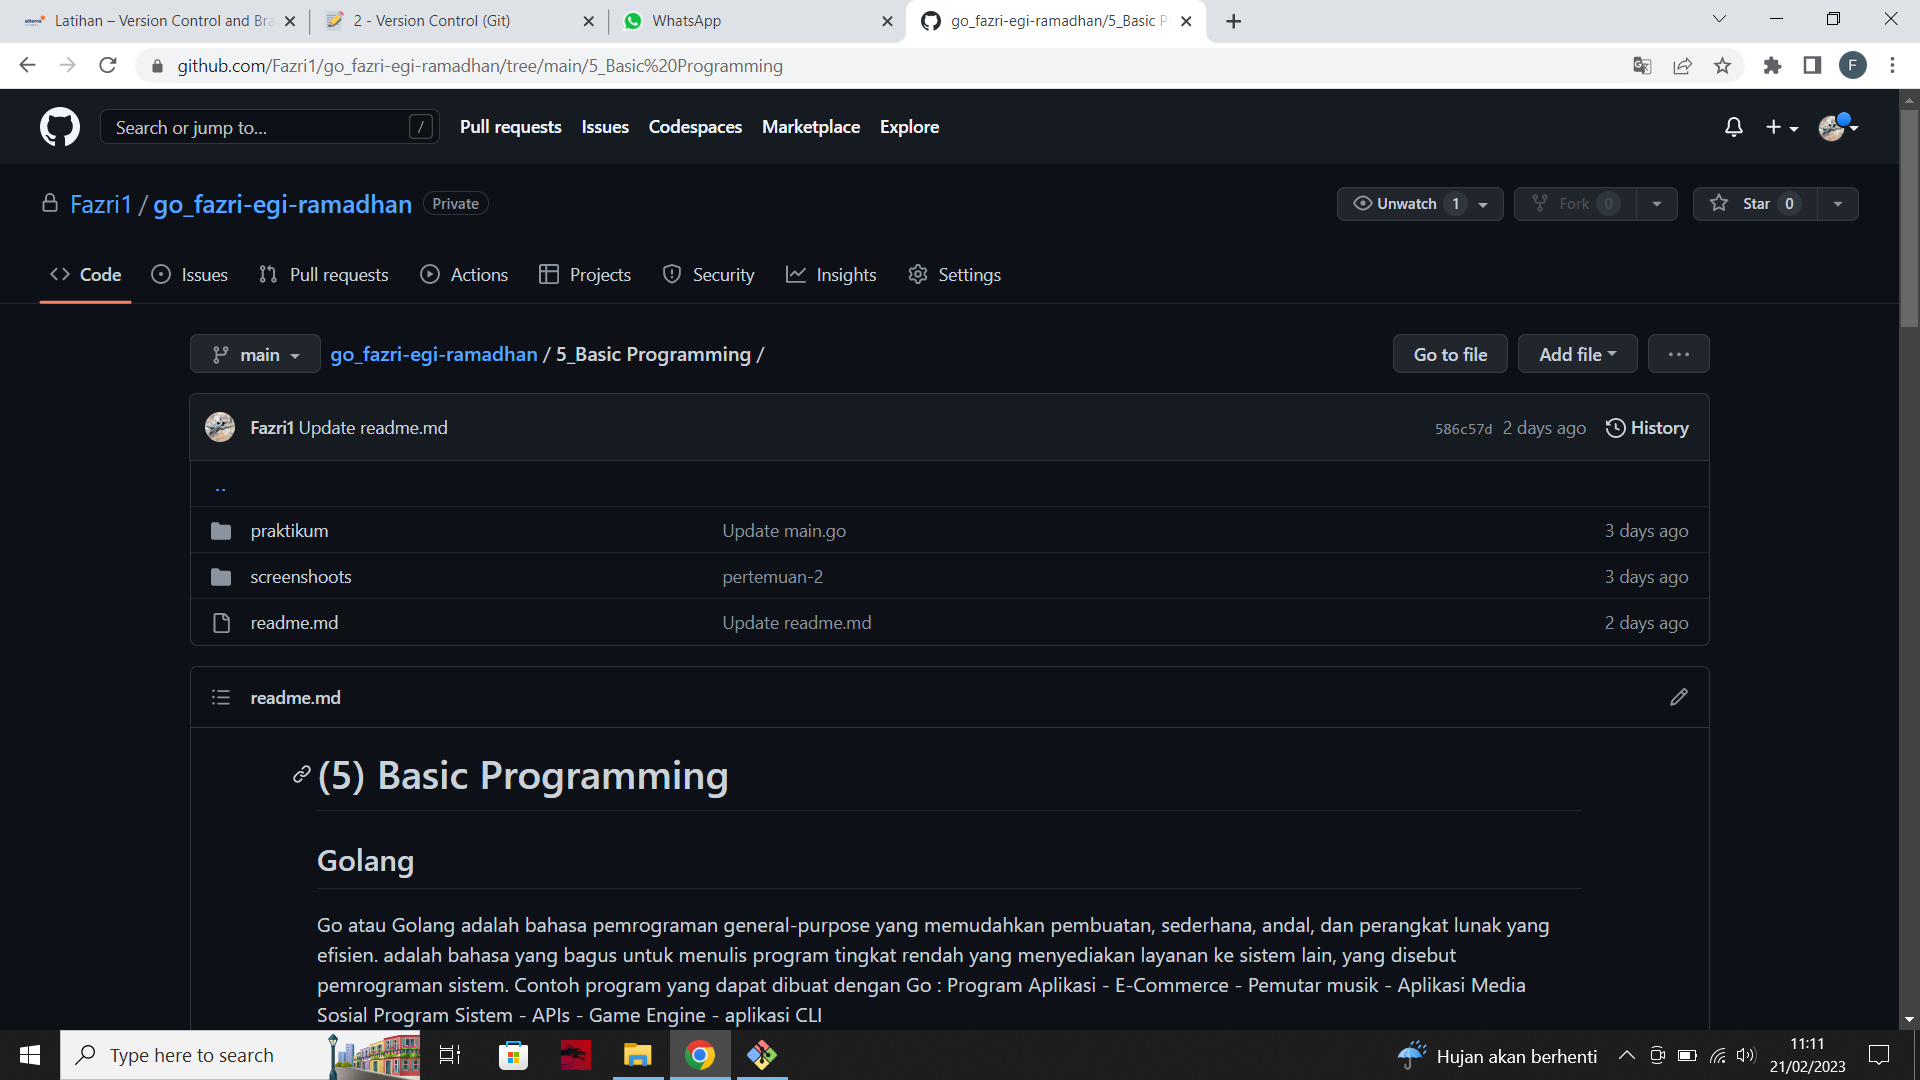 Latihan – Version Control and Bra
2 - Version Control (Git)
WhatsApp
go_fazri-egi-ramadhan/5_Basic P
github.com/Fazri1/go_fazri-egi-ramadhan/tree/main/5_Basic%20Programming
F
Search or jump to... /
Pull requests Issues Codespaces Marketplace Explore
Fazri1 / go_fazri-egi-ramadhan Private
Unwatch 1 Fork 0 Star 0
Code Issues Pull requests Actions Projects Security Insights Settings
main go_fazri-egi-ramadhan / 5_Basic Programming /
Go to file Add file ...
Fazri1 Update readme.md 586c57d 2 days ago History
..
praktikum Update main.go 3 days ago
screenshoots pertemuan-2 3 days ago
readme.md Update readme.md 2 days ago
readme.md
(5) Basic Programming
Golang
Go atau Golang adalah bahasa pemrograman general-purpose yang memudahkan pembuatan, sederhana, andal, dan perangkat lunak yang
efisien. adalah bahasa yang bagus untuk menulis program tingkat rendah yang menyediakan layanan ke sistem lain, yang disebut
pemrograman sistem. Contoh program yang dapat dibuat dengan Go : Program Aplikasi - E-Commerce - Pemutar musik - Aplikasi Media
Sosial Program Sistem - APIs - Game Engine - aplikasi CLI
Type here to search
Hujan akan berhenti
11:11
21/02/2023